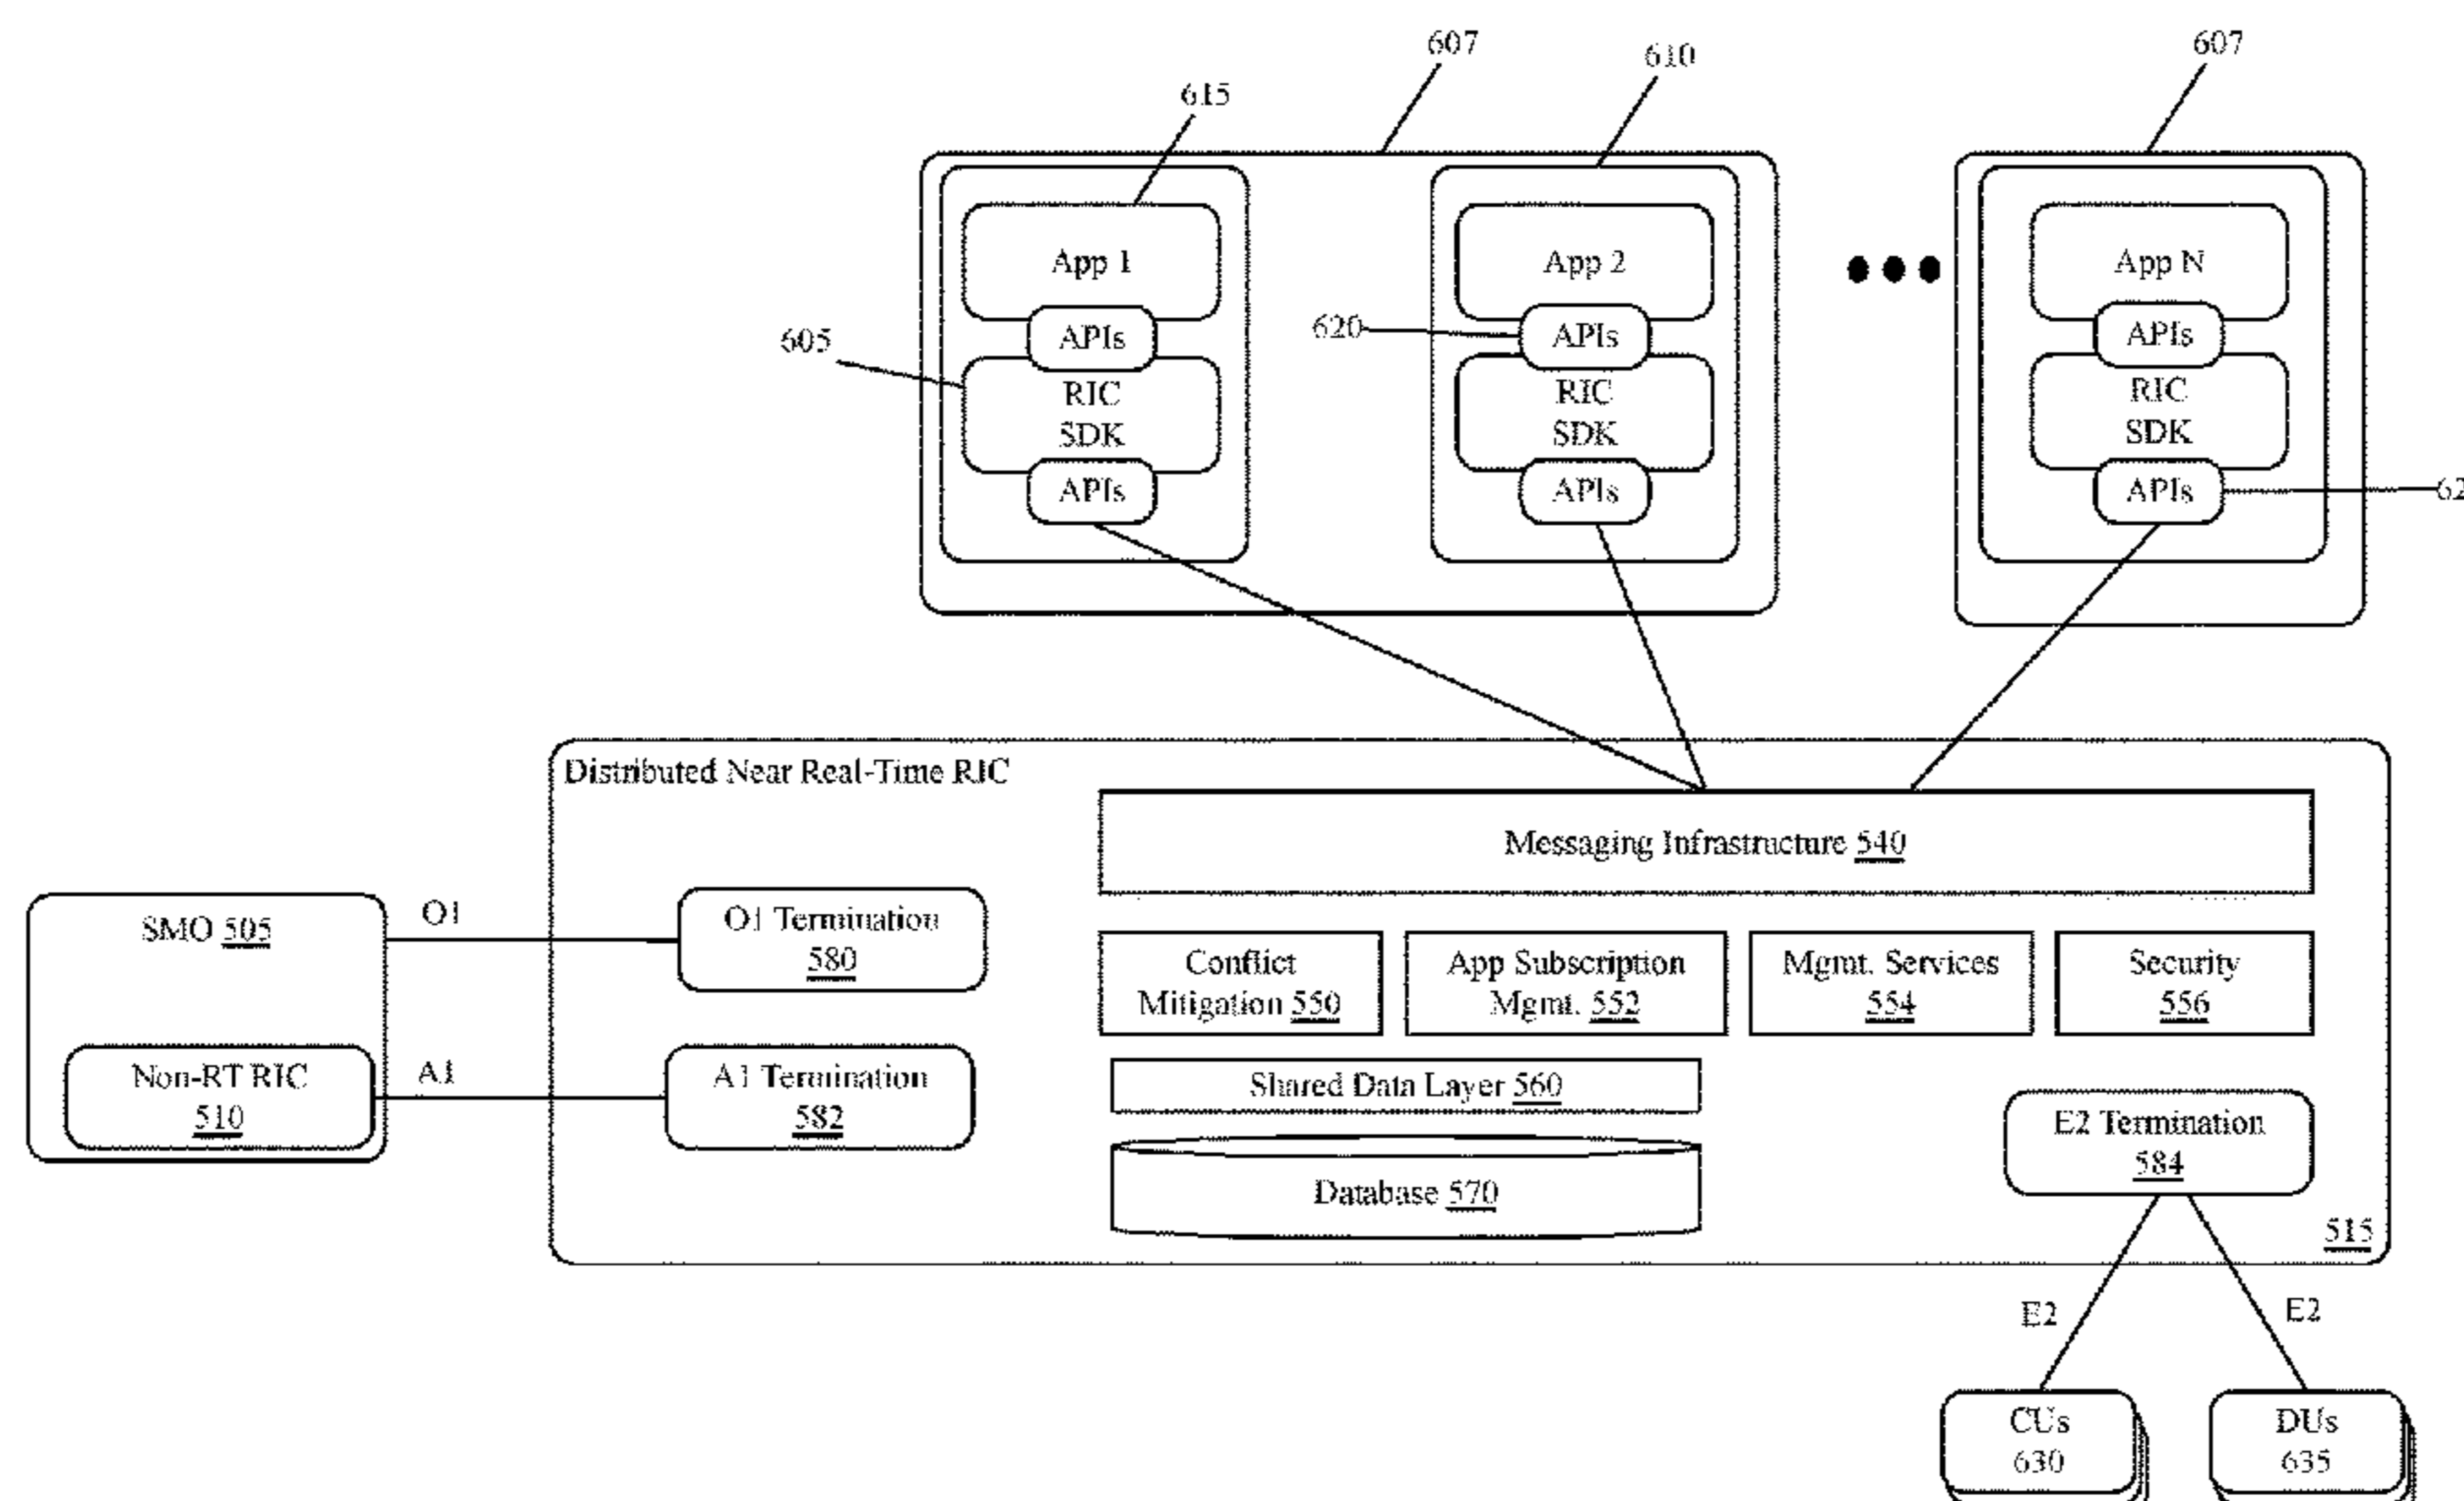 607
610
607
615
App 1
App 2
App N
APIs
620
APIs
APIs
605
RIC
SDK
RIC
SDK
RIC
SDK
APIs
APIs
APIs
Distributed Near Real-Time RIC
Messaging Infrastructure 540
SMO 505
O1
O1 Termination
580
Conflict
Mitigation 550
App Subscription
Mgmt. 552
Mgmt. Services
554
Security
556
Non-RT RIC
510
A1
A1 Termination
582
Shared Data Layer 560
E2 Termination
584
Database 570
515
E2
E2
CUs
630
DUs
635